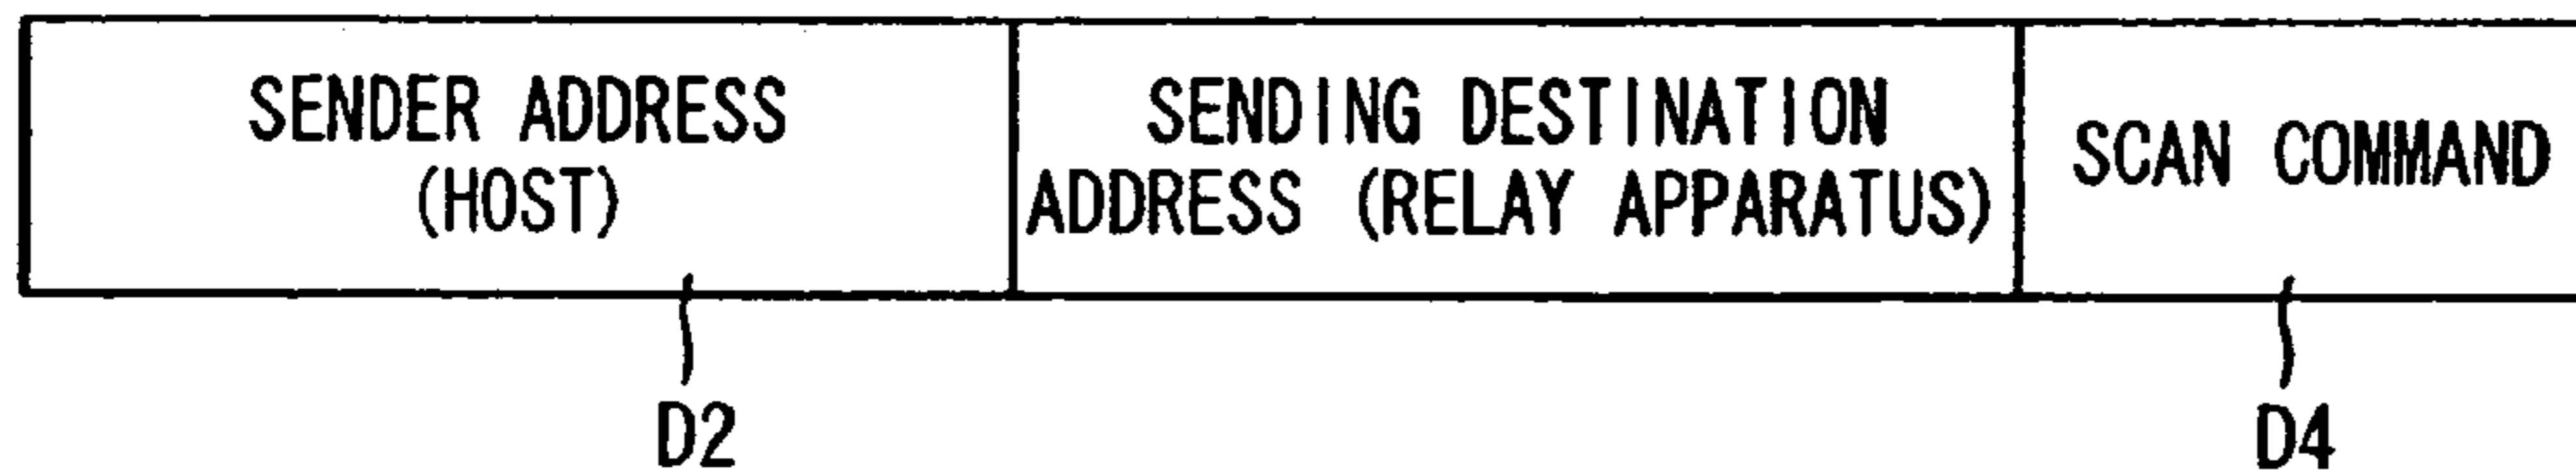 SENDER ADDRESS
(HOST)
SENDING DESTINATION
ADDRESS (RELAY APPARATUS)
SCAN COMMAND
D2
D4